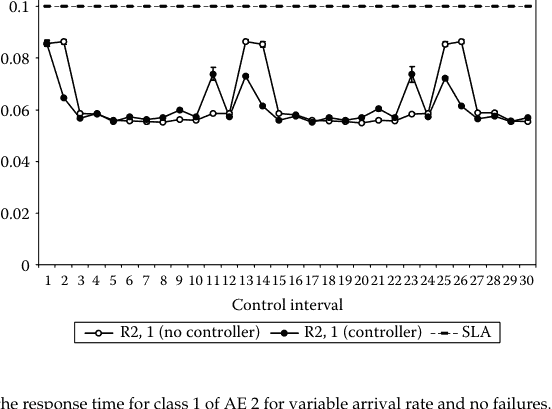 0.1
0.08
0.06
0.04
0.02
0
1 2 3 4 5 6 7 8 9 10 11 12 13 14 15 16 17 18 19 20 21 22 23 24 25 26 27 28 29 30
Control interval
R2, 1 (no controller) R2, 1 (controller) SLA
the response time for class 1 of AE 2 for variable arrival rate and no failures.